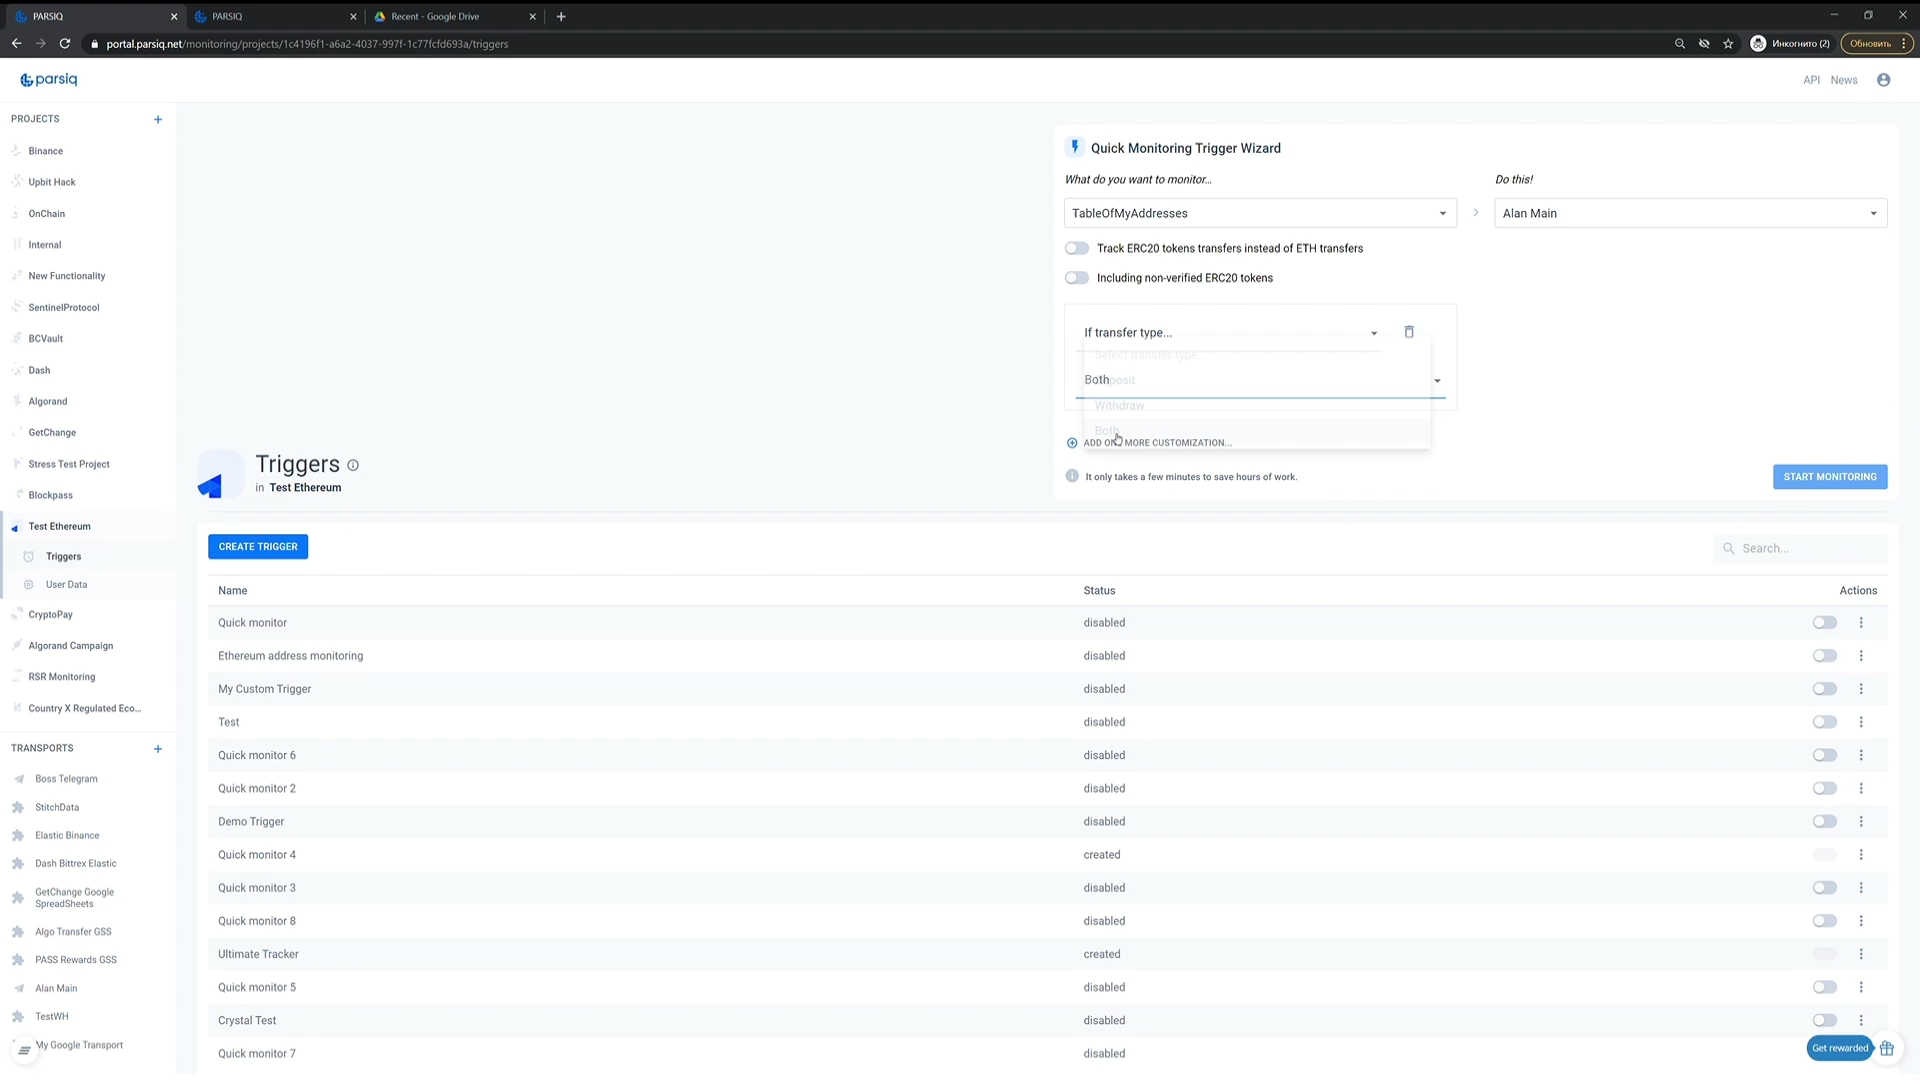 PARSIQ
PARSIQ
Recent - Google Drive
portal.parsiq.net/monitoring/projects/1c4196f1-a6a2-4037-997f-1c77fcfd693a/triggers
Инкогнито (2)
Обновить
parsiq
API
News
PROJECTS
Binance
Upbit Hack
OnChain
Internal
New Functionality
SentinelProtocol
BCVault
Dash
Algorand
GetChange
Stress Test Project
Blockpass
Test Ethereum
Triggers
User Data
CryptoPay
Algorand Campaign
RSR Monitoring
Country X Regulated Eco...
TRANSPORTS
Boss Telegram
StitchData
Elastic Binance
Dash Bittrex Elastic
GetChange Google
SpreadSheets
Algo Transfer GSS
PASS Rewards GSS
Alan Main
TestWH
My Google Transport
Quick Monitoring Trigger Wizard
What do you want to monitor...
Do this!
TableOfMyAddresses
Alan Main
Track ERC20 tokens transfers instead of ETH transfers
Including non-verified ERC20 tokens
If transfer type...
Select transfer type...
Both
Withdraw
Both
MORE CUSTOMIZATION...
It only takes a few minutes to save hours of work.
START MONITORING
Triggers
in Test Ethereum
CREATE TRIGGER
Search...
Name Status Actions
Quick monitor disabled
Ethereum address monitoring disabled
My Custom Trigger disabled
Test disabled
Quick monitor 6 disabled
Quick monitor 2 disabled
Demo Trigger disabled
Quick monitor 4 created
Quick monitor 3 disabled
Quick monitor 8 disabled
Ultimate Tracker created
Quick monitor 5 disabled
Crystal Test disabled
Quick monitor 7 disabled
Get rewarded